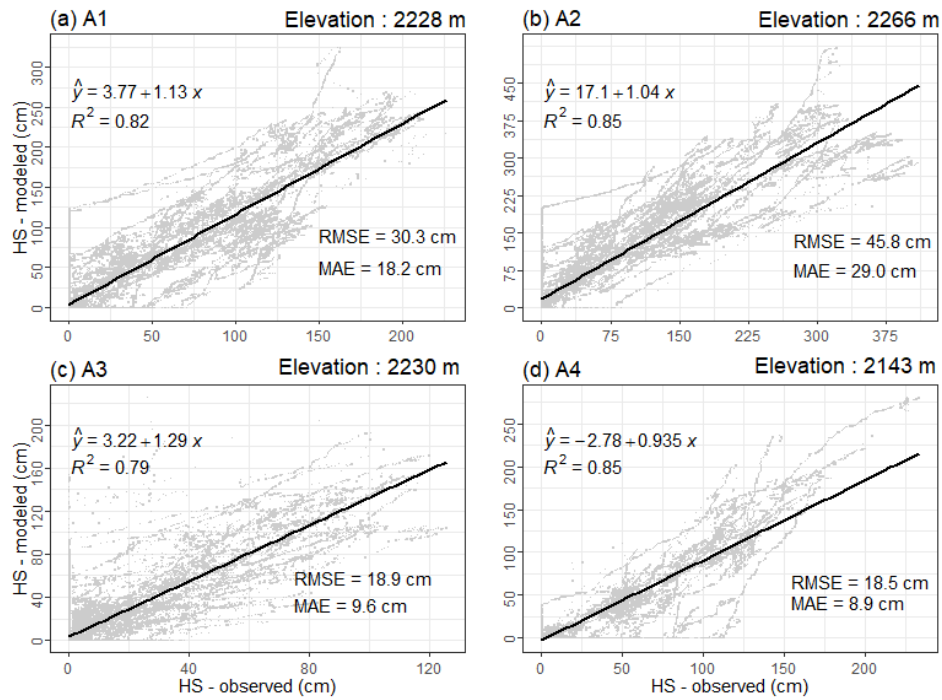 (a) A1 Elevation : 2228 m
HS - modeled (cm)
300
250
200
150
100
50
0
ŷ = 3.77 + 1.13 x
R² = 0.82
RMSE = 30.3 cm
MAE = 18.2 cm
0 50 100 150 200
(b) A2 Elevation : 2266 m
450
375
300
225
150
75
0
ŷ = 17.1 + 1.04 x
R² = 0.85
RMSE = 45.8 cm
MAE = 29.0 cm
0 75 150 225 300 375
(c) A3 Elevation : 2230 m
HS - modeled (cm)
200
160
120
80
40
0
ŷ = 3.22 + 1.29 x
R² = 0.79
RMSE = 18.9 cm
MAE = 9.6 cm
0 40 80 120
HS - observed (cm)
(d) A4 Elevation : 2143 m
250
200
150
100
50
0
ŷ = −2.78 + 0.935 x
R² = 0.85
RMSE = 18.5 cm
MAE = 8.9 cm
0 50 100 150 200
HS - observed (cm)